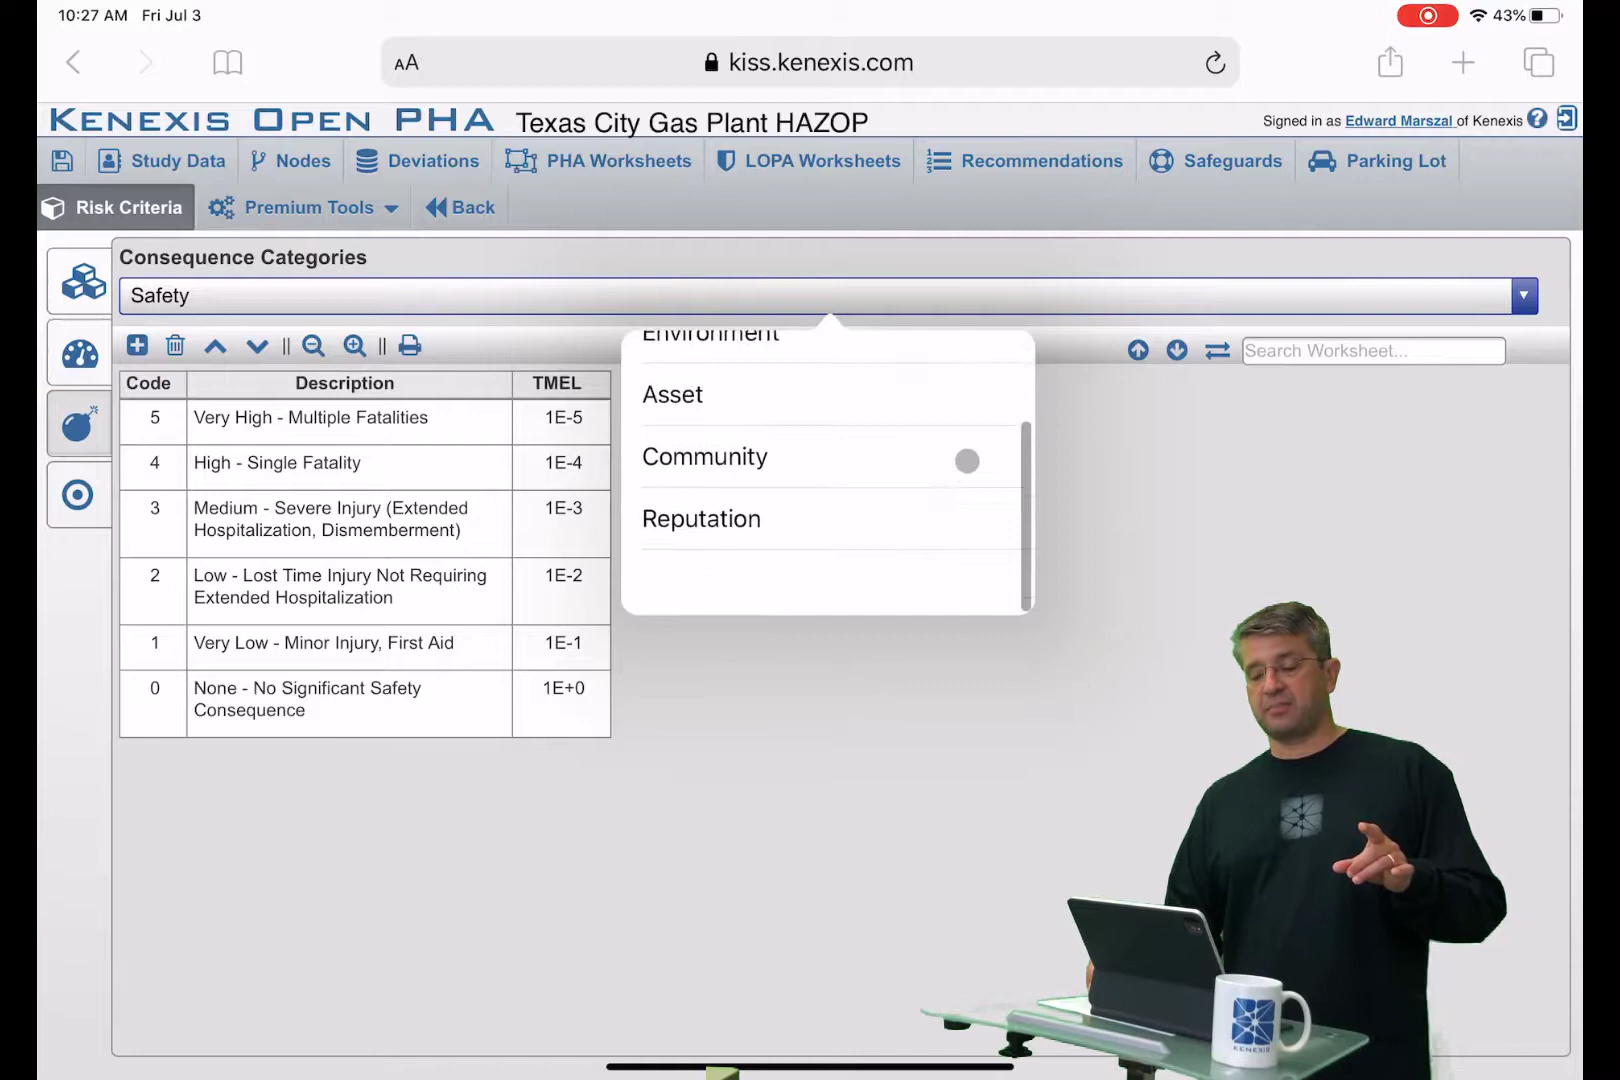 10:27 AM Fri Jul 3
43%
AA
kiss.kenexis.com
KENEXIS OPEN PHA
Texas City Gas Plant HAZOP
Signed in as Edward Marszal of Kenexis
Study Data
Nodes
Deviations
PHA Worksheets
LOPA Worksheets
Recommendations
Safeguards
Parking Lot
Risk Criteria
Premium Tools
Back
Consequence Categories
Safety
Search Worksheet...
Environment
Asset
Community
Reputation
Code Description TMEL
5 Very High - Multiple Fatalities 1E-5
4 High - Single Fatality 1E-4
3 Medium - Severe Injury (Extended 1E-3
Hospitalization, Dismemberment)
2 Low - Lost Time Injury Not Requiring 1E-2
Extended Hospitalization
1 Very Low - Minor Injury, First Aid 1E-1
0 None - No Significant Safety 1E+0
Consequence
KENEXIS